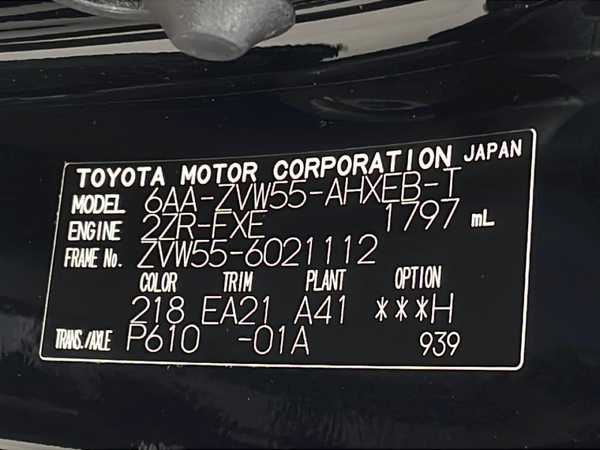 TOYOTA MOTOR CORPORATION JAPAN
MODEL 6AA-ZVW55-AHXEB-T
ENGINE 2ZR-FXE 1797 mL
FRAME No. ZVW55-6021112
COLOR TRIM PLANT OPTION
218 EA21 A41 ***H
TRANS./AXLE P610 -01A 939